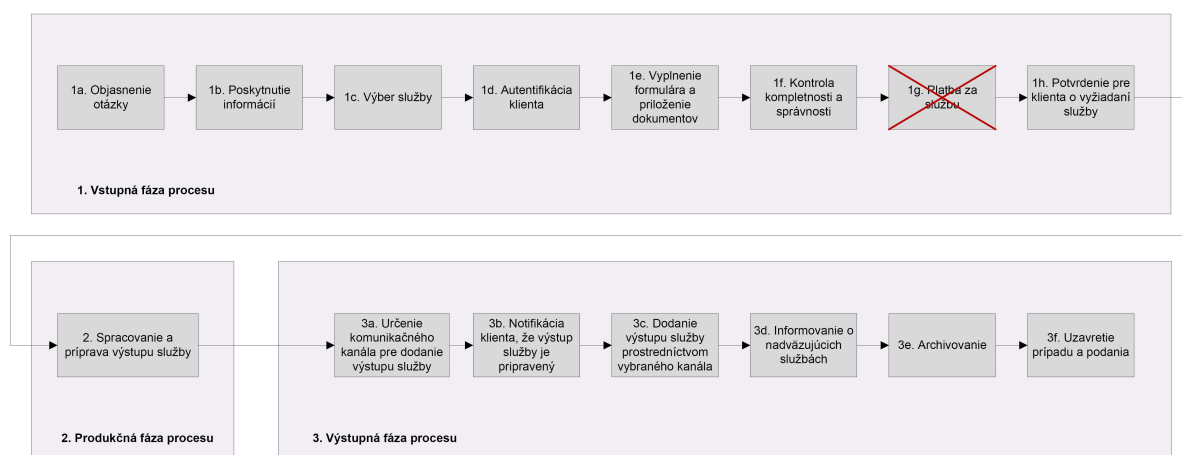 1a. Objasnenie
otázky
1b. Poskytnutie
informácií
1c. Výber služby
1d. Autentifikácia
klienta
1e. Vyplnenie
formulára a
priloženie
dokumentov
1f. Kontrola
kompletnosti a
správnosti
1g. Platba za
službu
1h. Potvrdenie pre
klienta o vyžiadaní
služby
1. Vstupná fáza procesu
2. Spracovanie a
príprava výstupu služby
3a. Určenie
komunikačného
kanála pre dodanie
výstupu služby
3b. Notifikácia
klienta, že výstup
služby je
pripravený
3c. Dodanie
výstupu služby
prostredníctvom
vybraného kanála
3d. Informovanie o
nadväzujúcich
službách
3e. Archivovanie
3f. Uzavretie
prípadu a podania
2. Produkčná fáza procesu
3. Výstupná fáza procesu